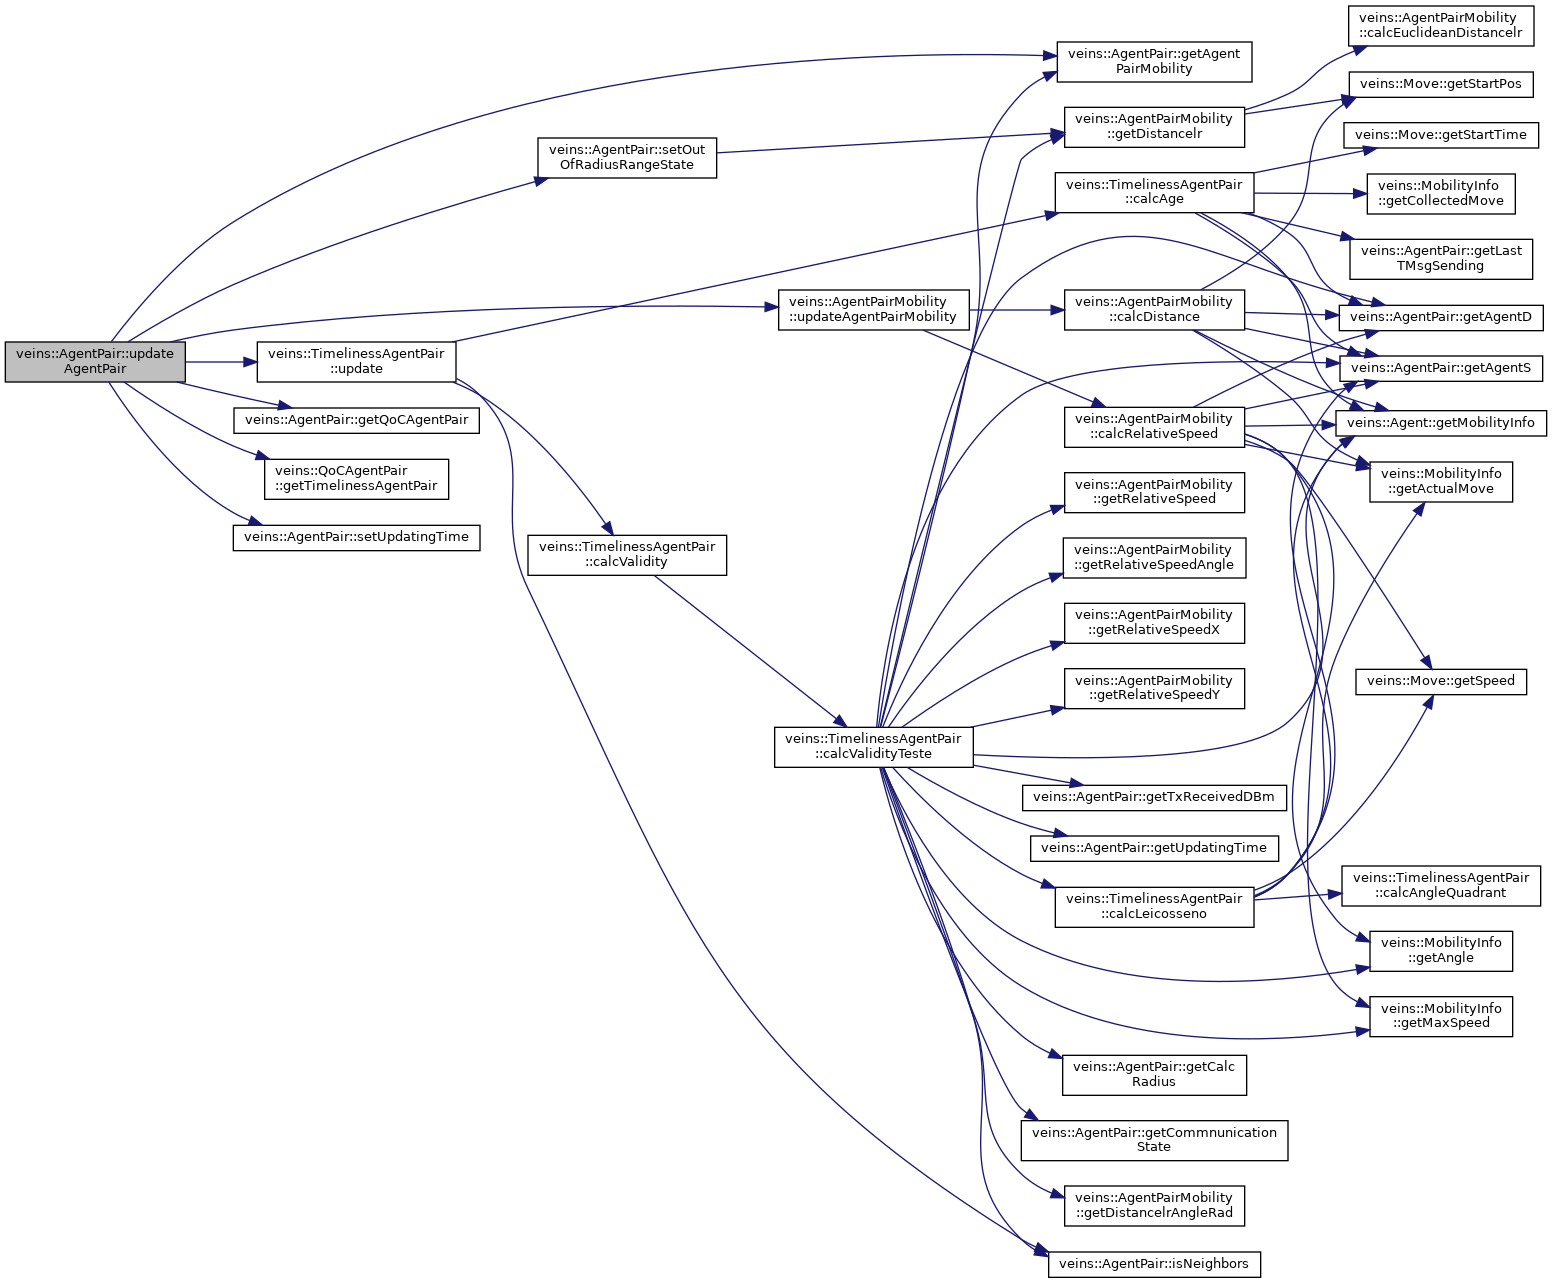 veins::AgentPair::update
AgentPair
veins::AgentPair::getAgent
PairMobility
veins::AgentPair::setOut
OfRadiusRangeState
veins::AgentPairMobility
::getDistancelr
veins::AgentPairMobility
::calcEuclideanDistancelr
veins::Move::getStartPos
veins::TimelinessAgentPair
::calcAge
veins::Move::getStartTime
veins::MobilityInfo
::getCollectedMove
veins::AgentPair::getLast
TMsgSending
veins::AgentPairMobility
::updateAgentPairMobility
veins::AgentPairMobility
::calcDistance
veins::AgentPair::getAgentD
veins::TimelinessAgentPair
::update
veins::AgentPair::getAgentS
veins::AgentPair::getQoCAgentPair
veins::AgentPairMobility
::calcRelativeSpeed
veins::Agent::getMobilityInfo
veins::QoCAgentPair
::getTimelinessAgentPair
veins::AgentPairMobility
::getRelativeSpeed
veins::MobilityInfo
::getActualMove
veins::AgentPair::setUpdatingTime
veins::TimelinessAgentPair
::calcValidity
veins::AgentPairMobility
::getRelativeSpeedAngle
veins::AgentPairMobility
::getRelativeSpeedX
veins::AgentPairMobility
::getRelativeSpeedY
veins::Move::getSpeed
veins::TimelinessAgentPair
::calcValidityTeste
veins::AgentPair::getTxReceivedDBm
veins::AgentPair::getUpdatingTime
veins::TimelinessAgentPair
::calcLeicosseno
veins::TimelinessAgentPair
::calcAngleQuadrant
veins::MobilityInfo
::getAngle
veins::MobilityInfo
::getMaxSpeed
veins::AgentPair::getCalc
Radius
veins::AgentPair::getCommnunication
State
veins::AgentPairMobility
::getDistancelrAngleRad
veins::AgentPair::isNeighbors